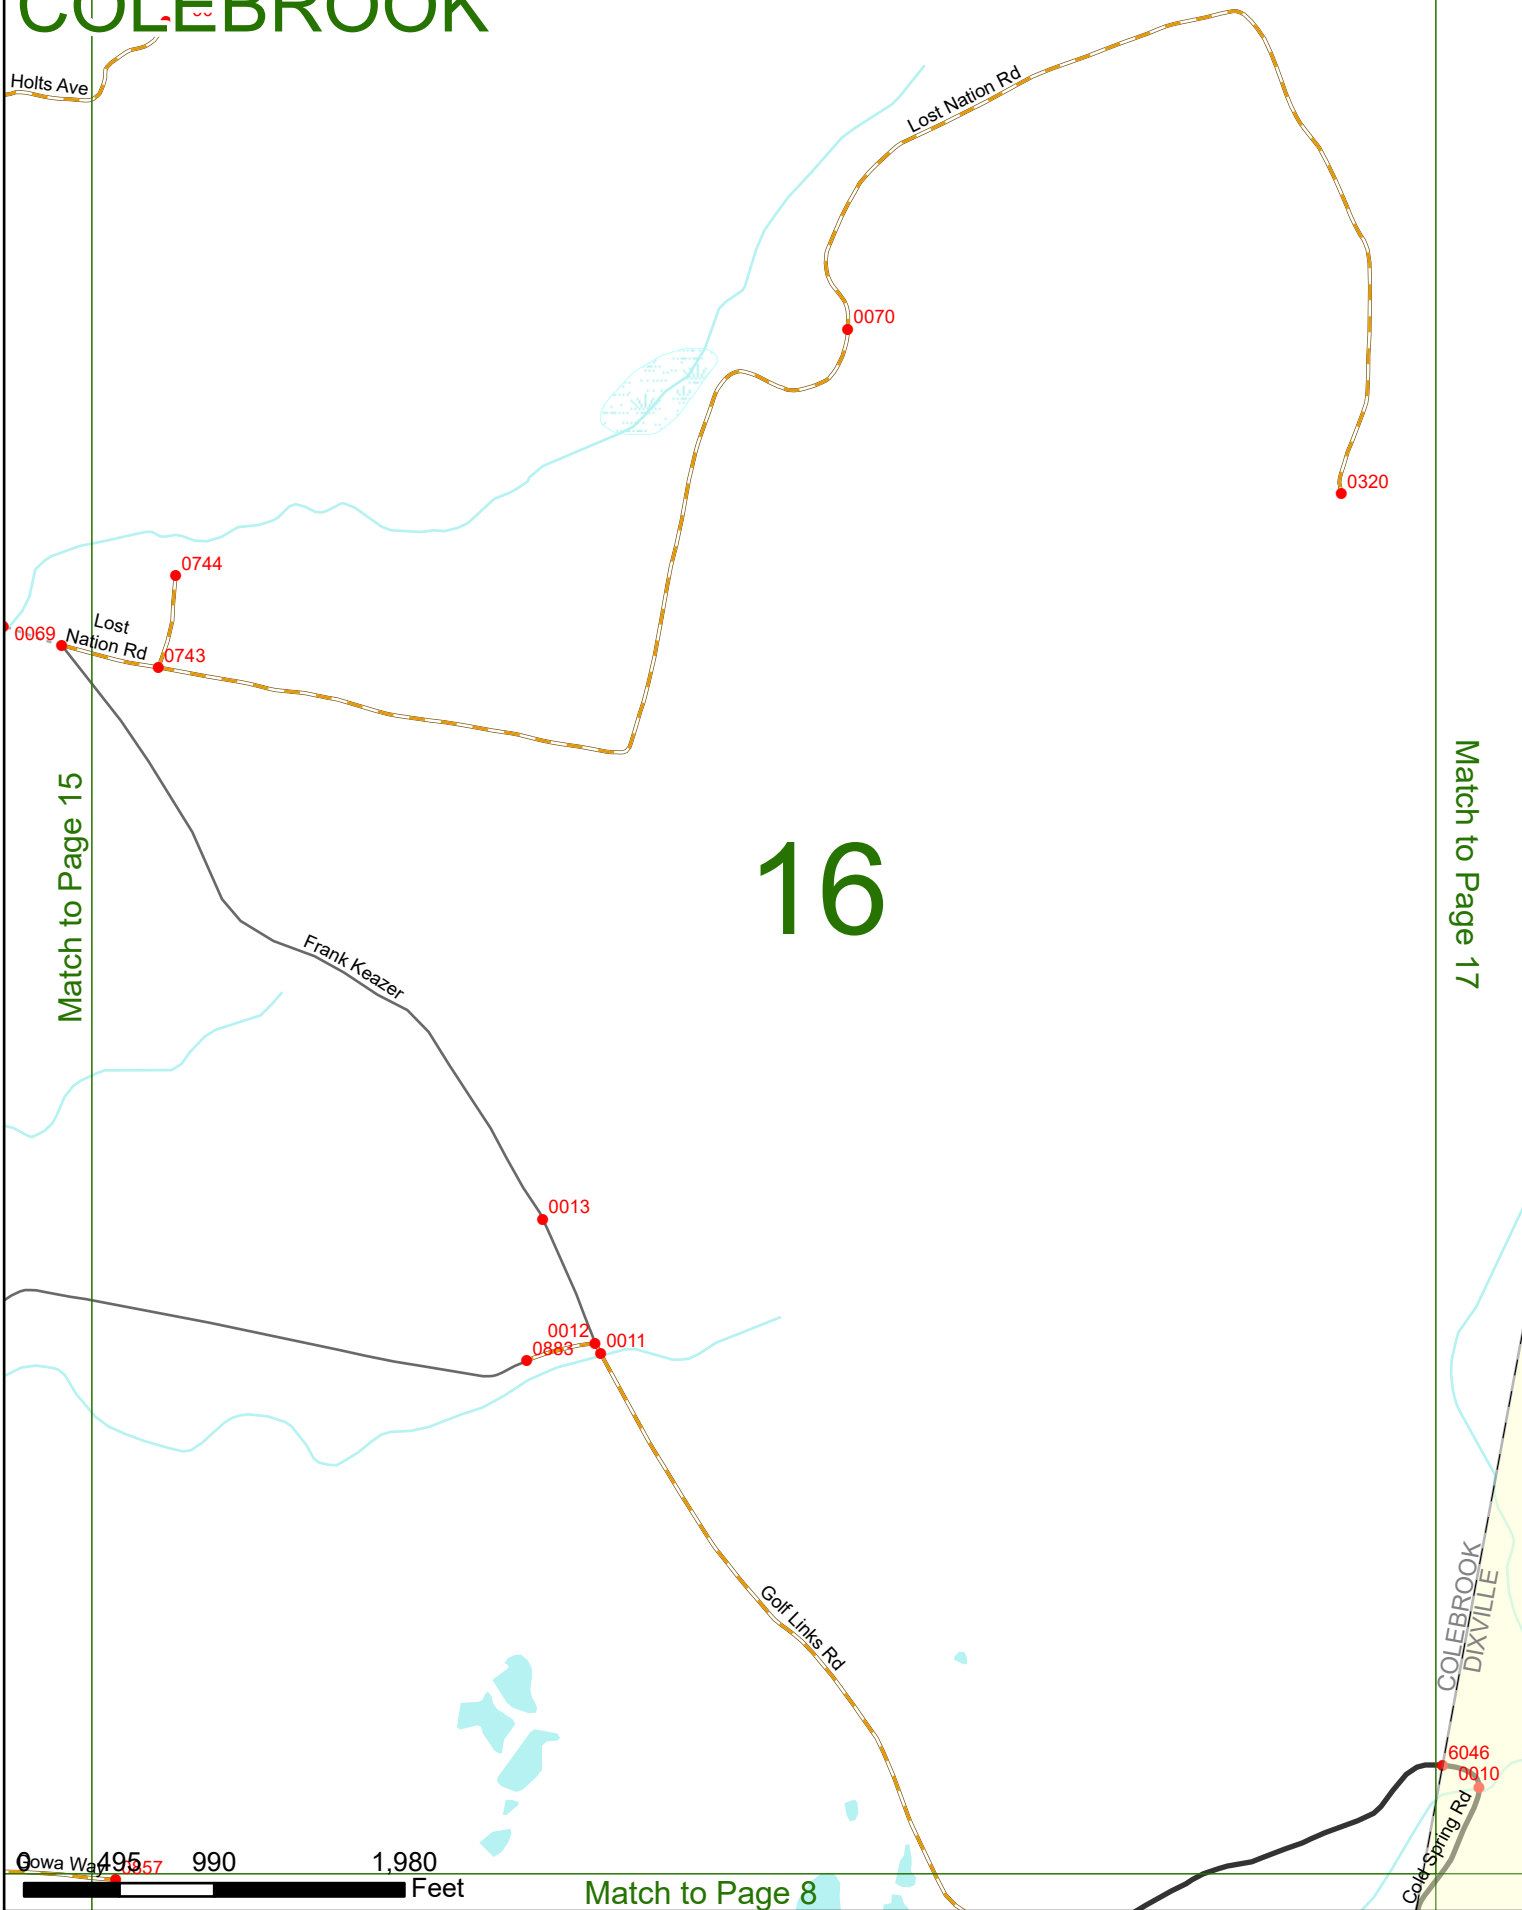 COLEBROOK
Holts Ave
Lost Nation Rd
0070
0320
0744
Lost
Nation Rd
0069
0743
Match to Page 15
16
Match to Page 17
Frank Keazer
0013
0012
0011
0883
Golf Links Rd
COLEBROOK
DIXVILLE
6046
0010
Cold Spring Rd
0 495 990 1,980
Feet
0857
Match to Page 8